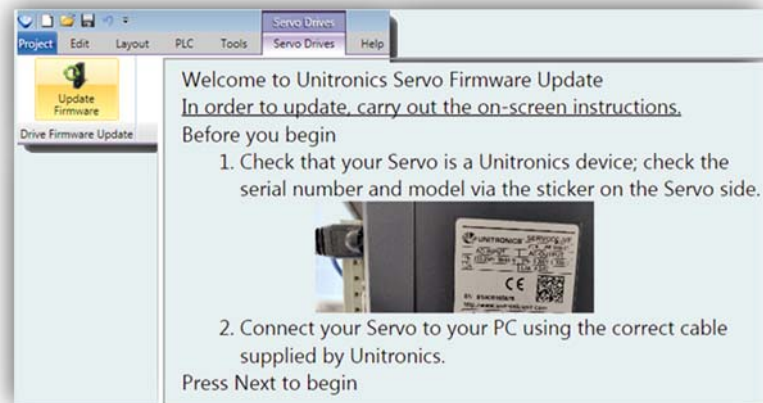 Servo Drives
Project Edit Layout PLC Tools Servo Drives Help
Update
Firmware
Drive Firmware Update
Welcome to Unitronics Servo Firmware Update
In order to update, carry out the on-screen instructions.
Before you begin
1. Check that your Servo is a Unitronics device; check the
serial number and model via the sticker on the Servo side.
UNITRONICS
CE
2. Connect your Servo to your PC using the correct cable
supplied by Unitronics.
Press Next to begin